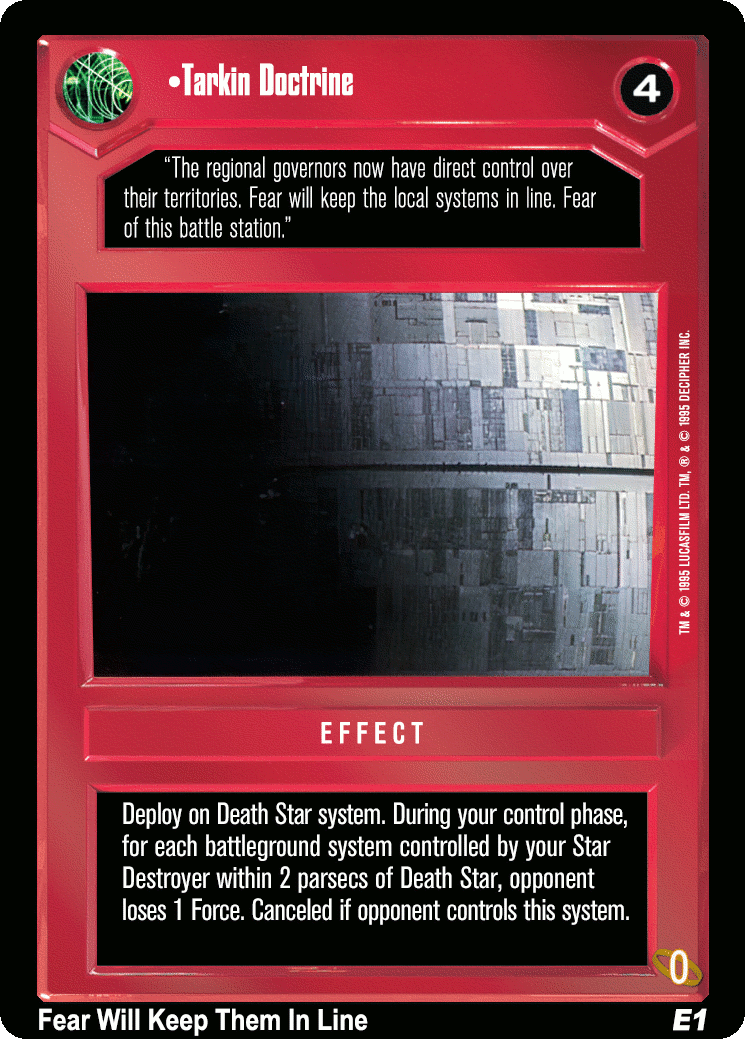 •Tarkin Doctrine
4
“The regional governors now have direct control over
their territories. Fear will keep the local systems in line. Fear
of this battle station.”
TM & © 1995 LUCASFILM LTD. TM, ® & © 1995 DECIPHER INC.
EFFECT
Deploy on Death Star system. During your control phase,
for each battleground system controlled by your Star
Destroyer within 2 parsecs of Death Star, opponent
loses 1 Force. Canceled if opponent controls this system.
0
Fear Will Keep Them In Line
E1